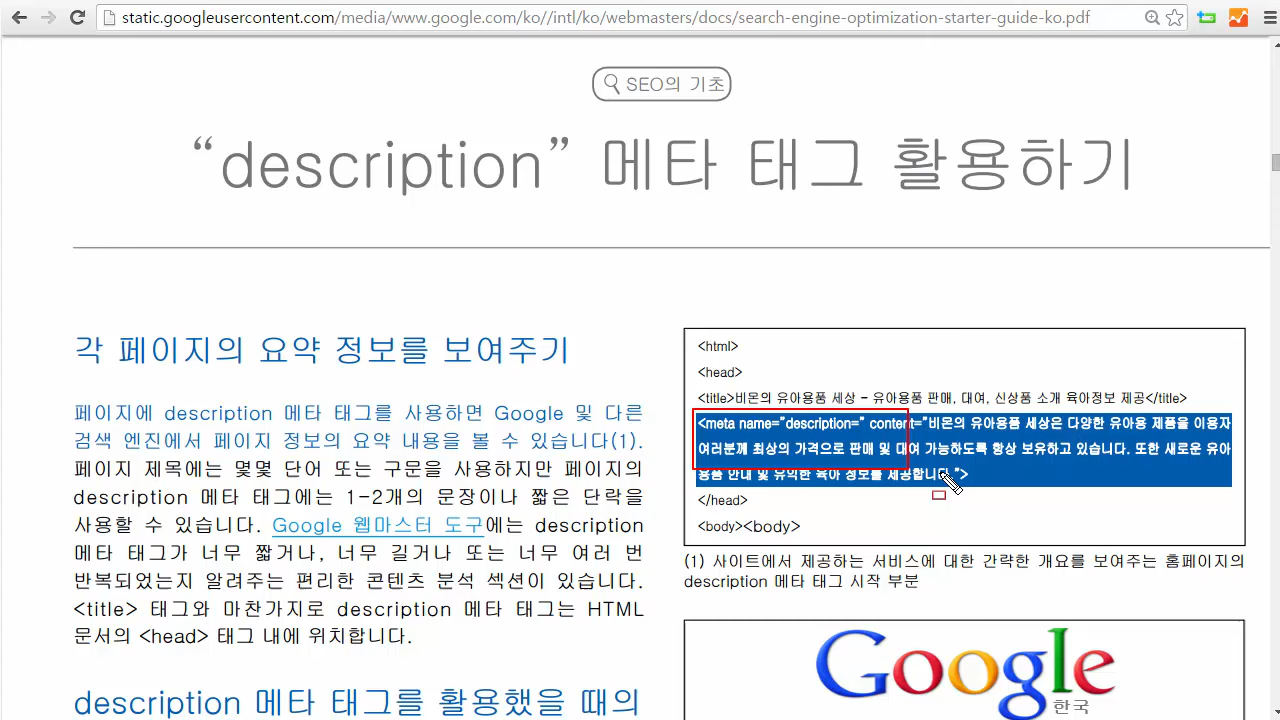 static.googleusercontent.com/media/www.google.com/ko//intl/ko/webmasters/docs/search-engine-optimization-starter-guide-ko.pdf
SEO의 기초
“description” 메타 태그 활용하기
각 페이지의 요약 정보를 보여주기
페이지에 description 메타 태그를 사용하면 Google 및 다른
검색 엔진에서 페이지 정보의 요약 내용을 볼 수 있습니다(1).
페이지 제목에는 몇몇 단어 또는 구문을 사용하지만 페이지의
description 메타 태그에는 1-2개의 문장이나 짧은 단락을
사용할 수 있습니다. Google 웹마스터 도구에는 description
메타 태그가 너무 짧거나, 너무 길거나 또는 너무 여러 번
반복되었는지 알려주는 편리한 콘텐츠 분석 섹션이 있습니다.
<title> 태그와 마찬가지로 description 메타 태그는 HTML
문서의 <head> 태그 내에 위치합니다.
description 메타 태그를 활용했을 때의
<html>
<head>
<title>비몬의 유아용품 세상 - 유아용품 판매, 대여, 신상품 소개 육아정보 제공</title>
<meta name="description=" content="비몬의 유아용품 세상은 다양한 유아용 제품을 이용자
여러분께 최상의 가격으로 판매 및 대여 가능하도록 항상 보유하고 있습니다. 또한 새로운 유아
용품 안내 및 유익한 육아 정보를 제공합니다.">
</head>
<body><body>
(1) 사이트에서 제공하는 서비스에 대한 간략한 개요를 보여주는 홈페이지의
description 메타 태그 시작 부분
Google
한국